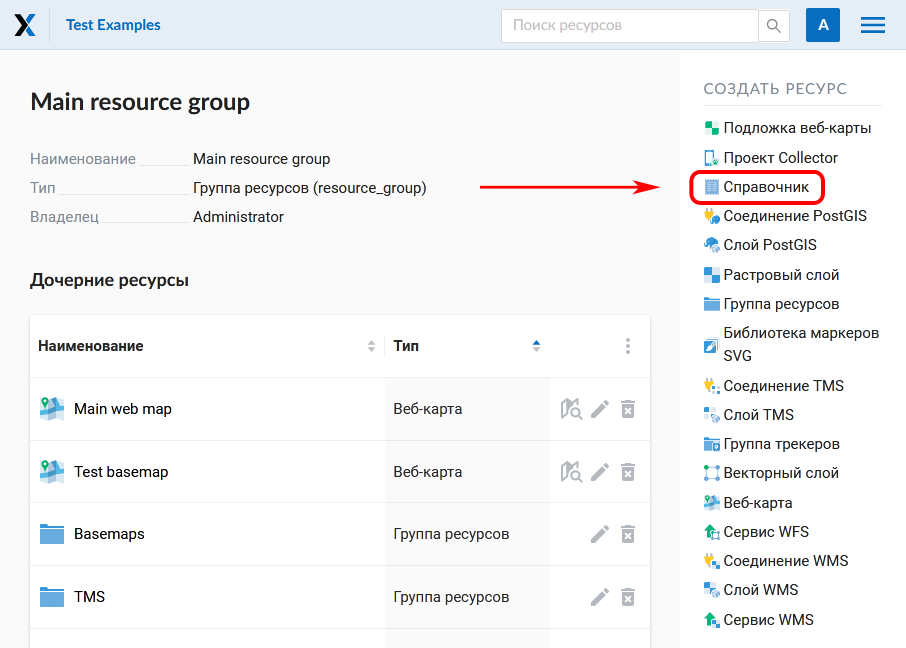 Test Examples
Поиск ресурсов
A
Main resource group
Наименование Main resource group
Тип Группа ресурсов (resource_group)
Владелец Administrator
Дочерние ресурсы
Наименование Тип
Main web map Веб-карта
Test basemap Веб-карта
Basemaps Группа ресурсов
TMS Группа ресурсов
СОЗДАТЬ РЕСУРС
Подложка веб-карты
Проект Collector
Справочник
Соединение PostGIS
Слой PostGIS
Растровый слой
Группа ресурсов
Библиотека маркеров
SVG
Соединение TMS
Слой TMS
Группа трекеров
Векторный слой
Веб-карта
Сервис WFS
Соединение WMS
Слой WMS
Сервис WMS